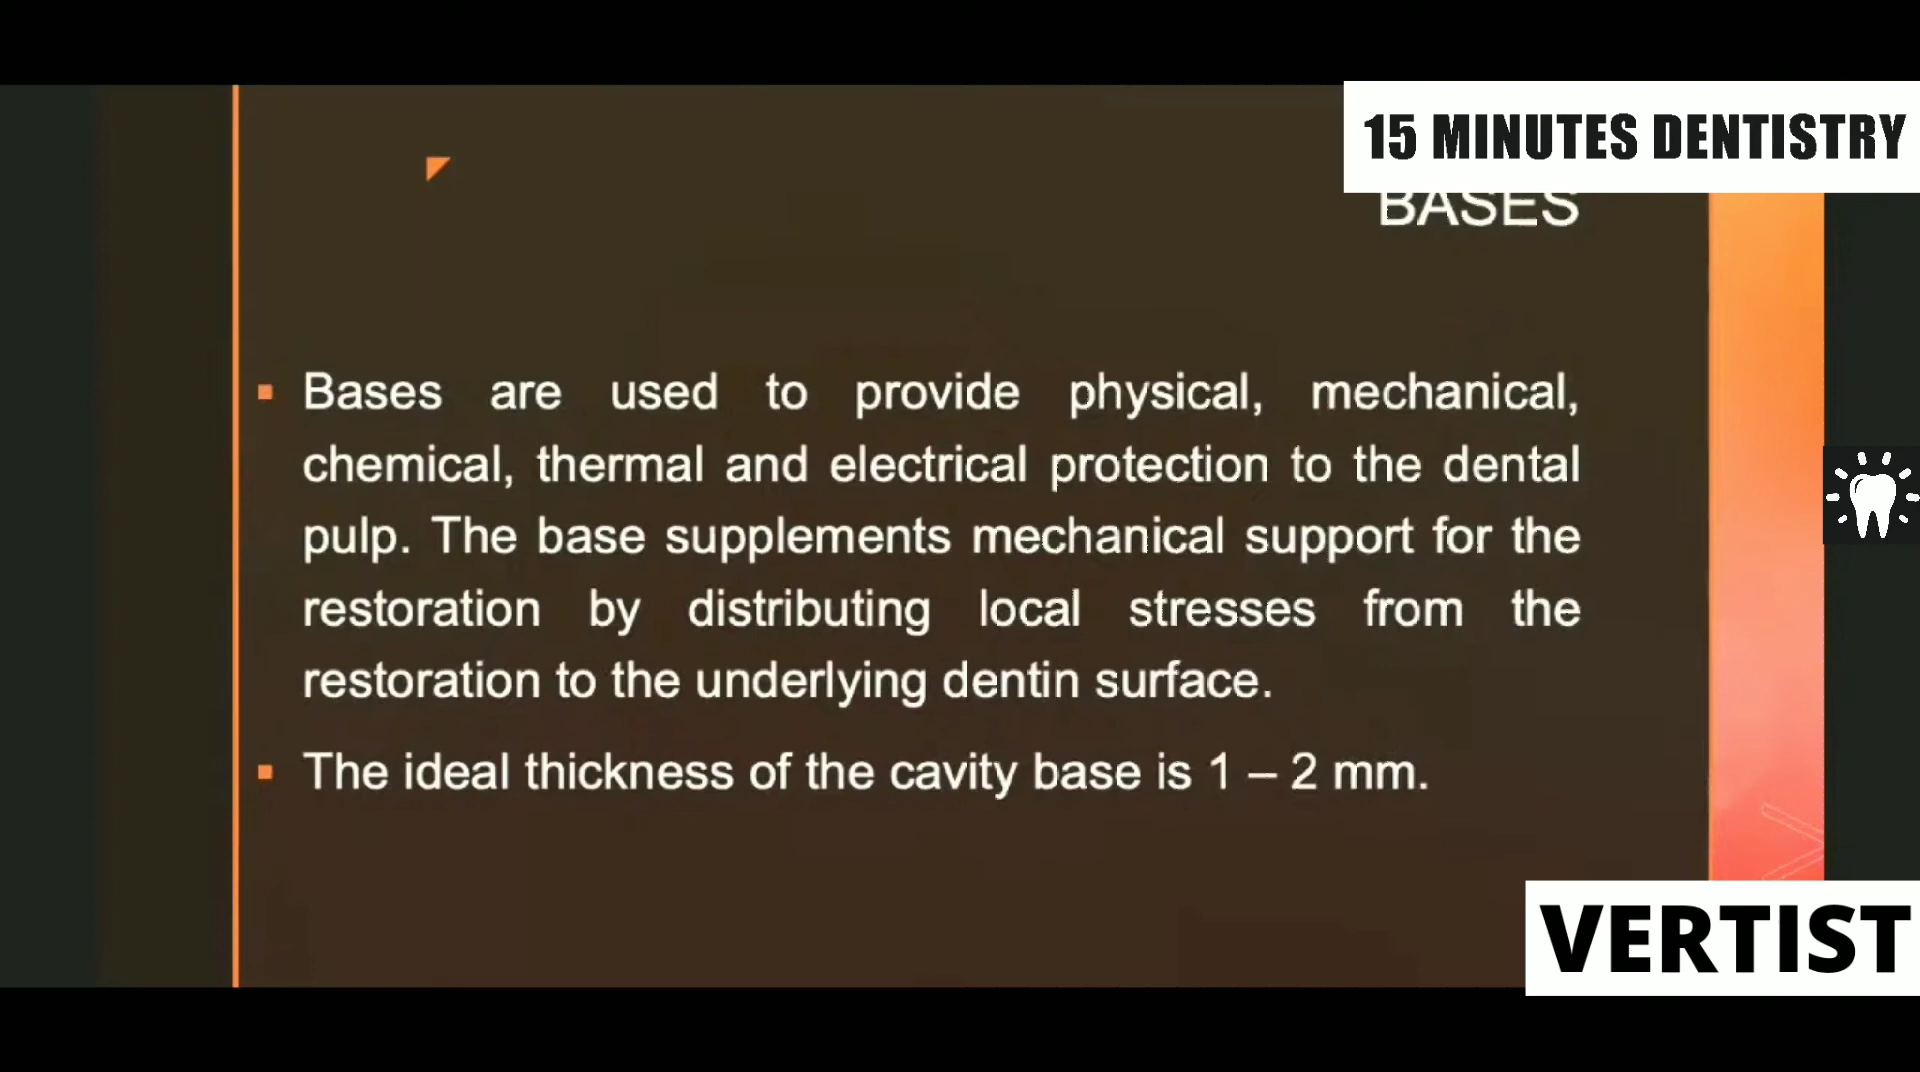 15 MINUTES DENTISTRY
BASES
Bases are used to provide physical, mechanical,
chemical, thermal and electrical protection to the dental
pulp. The base supplements mechanical support for the
restoration by distributing local stresses from the
restoration to the underlying dentin surface.
The ideal thickness of the cavity base is 1 – 2 mm.
VERTIST